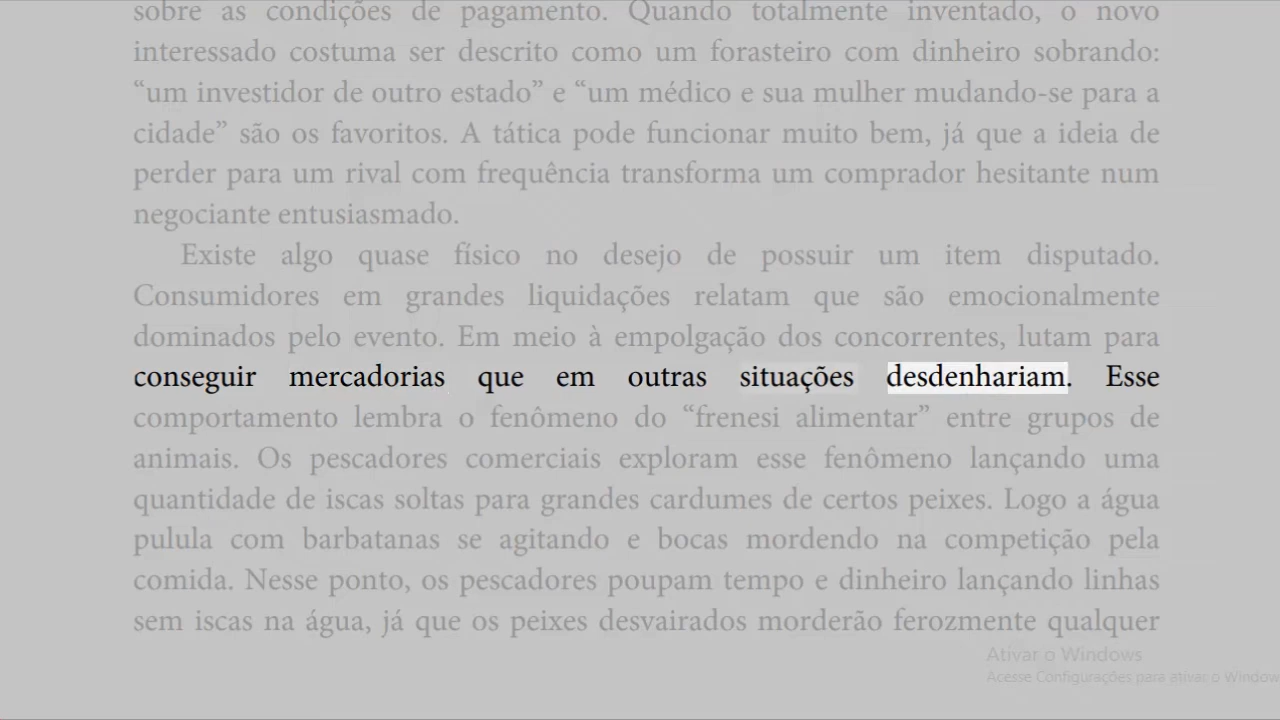 sobre as condições de pagamento. Quando totalmente inventado, o novo
interessado costuma ser descrito como um forasteiro com dinheiro sobrando:
“um investidor de outro estado” e “um médico e sua mulher mudando-se para a
cidade” são os favoritos. A tática pode funcionar muito bem, já que a ideia de
perder para um rival com frequência transforma um comprador hesitante num
negociante entusiasmado.
Existe algo quase físico no desejo de possuir um item disputado.
Consumidores em grandes liquidações relatam que são emocionalmente
dominados pelo evento. Em meio à empolgação dos concorrentes, lutam para
conseguir mercadorias que em outras situações desdenhariam. Esse
comportamento lembra o fenômeno do “frenesi alimentar” entre grupos de
animais. Os pescadores comerciais exploram esse fenômeno lançando uma
quantidade de iscas soltas para grandes cardumes de certos peixes. Logo a água
pulula com barbatanas se agitando e bocas mordendo na competição pela
comida. Nesse ponto, os pescadores poupam tempo e dinheiro lançando linhas
sem iscas na água, já que os peixes desvairados morderão ferozmente qualquer
Ativar o Windows
Acesse Configurações para ativar o Window